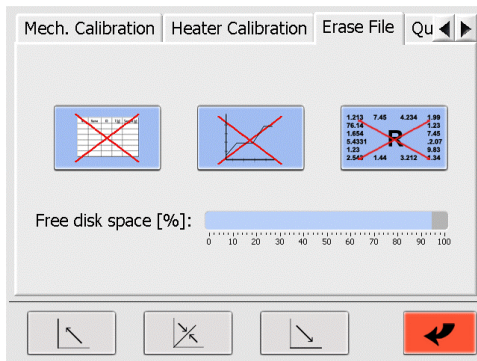 Mech. Calibration Heater Calibration Erase File Qu
1.213 7.45 4.234 1.99
76.14 1.23
1.654 R 7.45
5.4331 .2.07
1.23 9.83
2.543 1.44 3.212 1.34
Free disk space [%]:
0 10 20 30 40 50 60 70 80 90 100